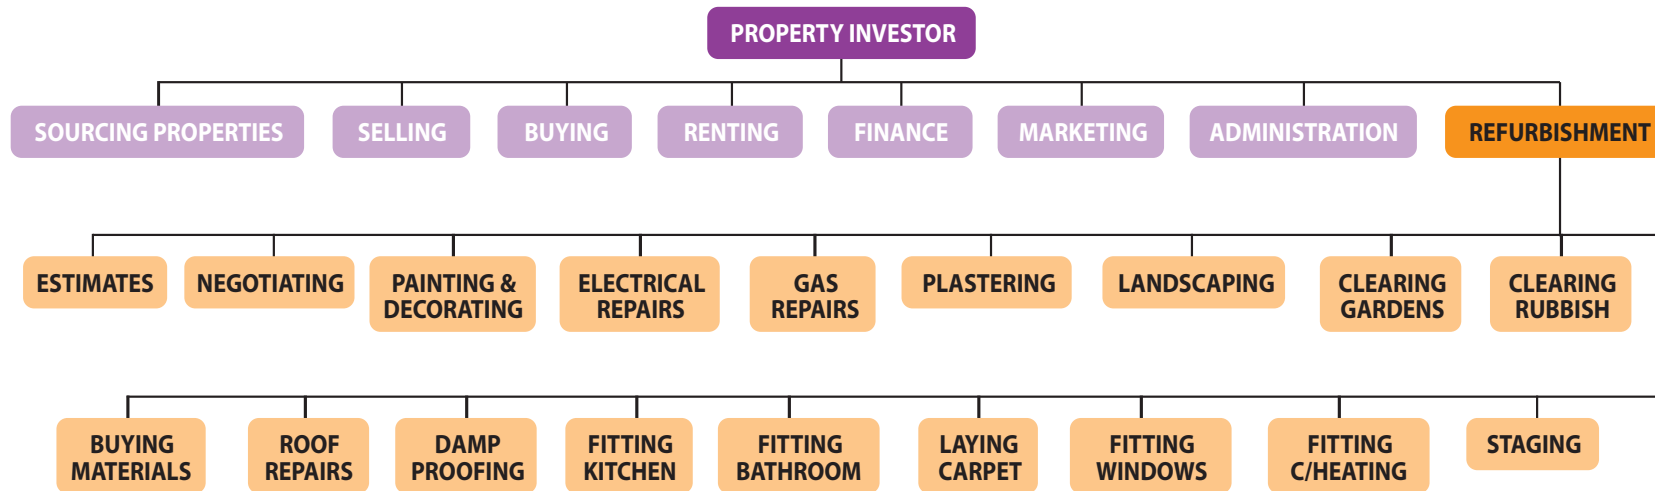 PROPERTY INVESTOR
SOURCING PROPERTIES
SELLING
BUYING
RENTING
FINANCE
MARKETING
ADMINISTRATION
REFURBISHMENT
ESTIMATES
NEGOTIATING
PAINTING &
DECORATING
ELECTRICAL
REPAIRS
GAS
REPAIRS
PLASTERING
LANDSCAPING
CLEARING
GARDENS
CLEARING
RUBBISH
BUYING
MATERIALS
ROOF
REPAIRS
DAMP
PROOFING
FITTING
KITCHEN
FITTING
BATHROOM
LAYING
CARPET
FITTING
WINDOWS
FITTING
C/HEATING
STAGING